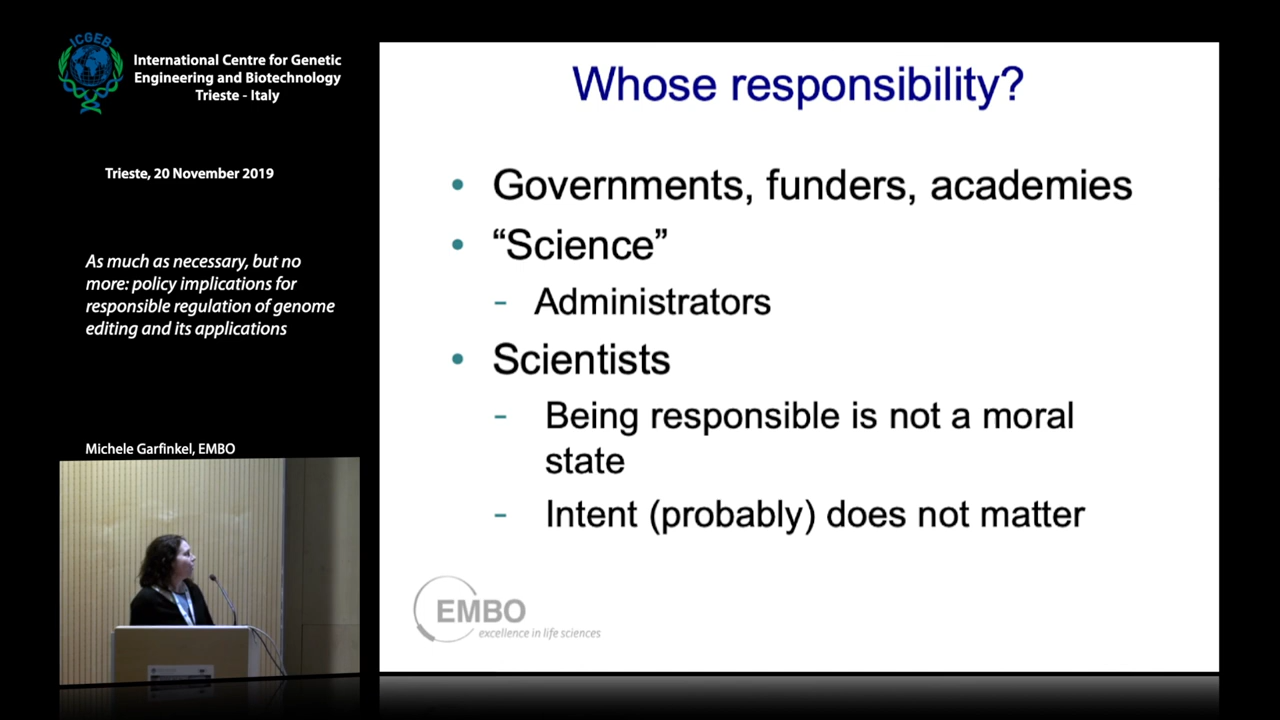 ICGEB
International Centre for Genetic
Engineering and Biotechnology
Trieste - Italy
Trieste, 20 November 2019
As much as necessary, but no
more: policy implications for
responsible regulation of genome
editing and its applications
Michele Garfinkel, EMBO
Whose responsibility?
• Governments, funders, academies
• “Science”
- Administrators
• Scientists
- Being responsible is not a moral
state
- Intent (probably) does not matter
EMBO
excellence in life sciences